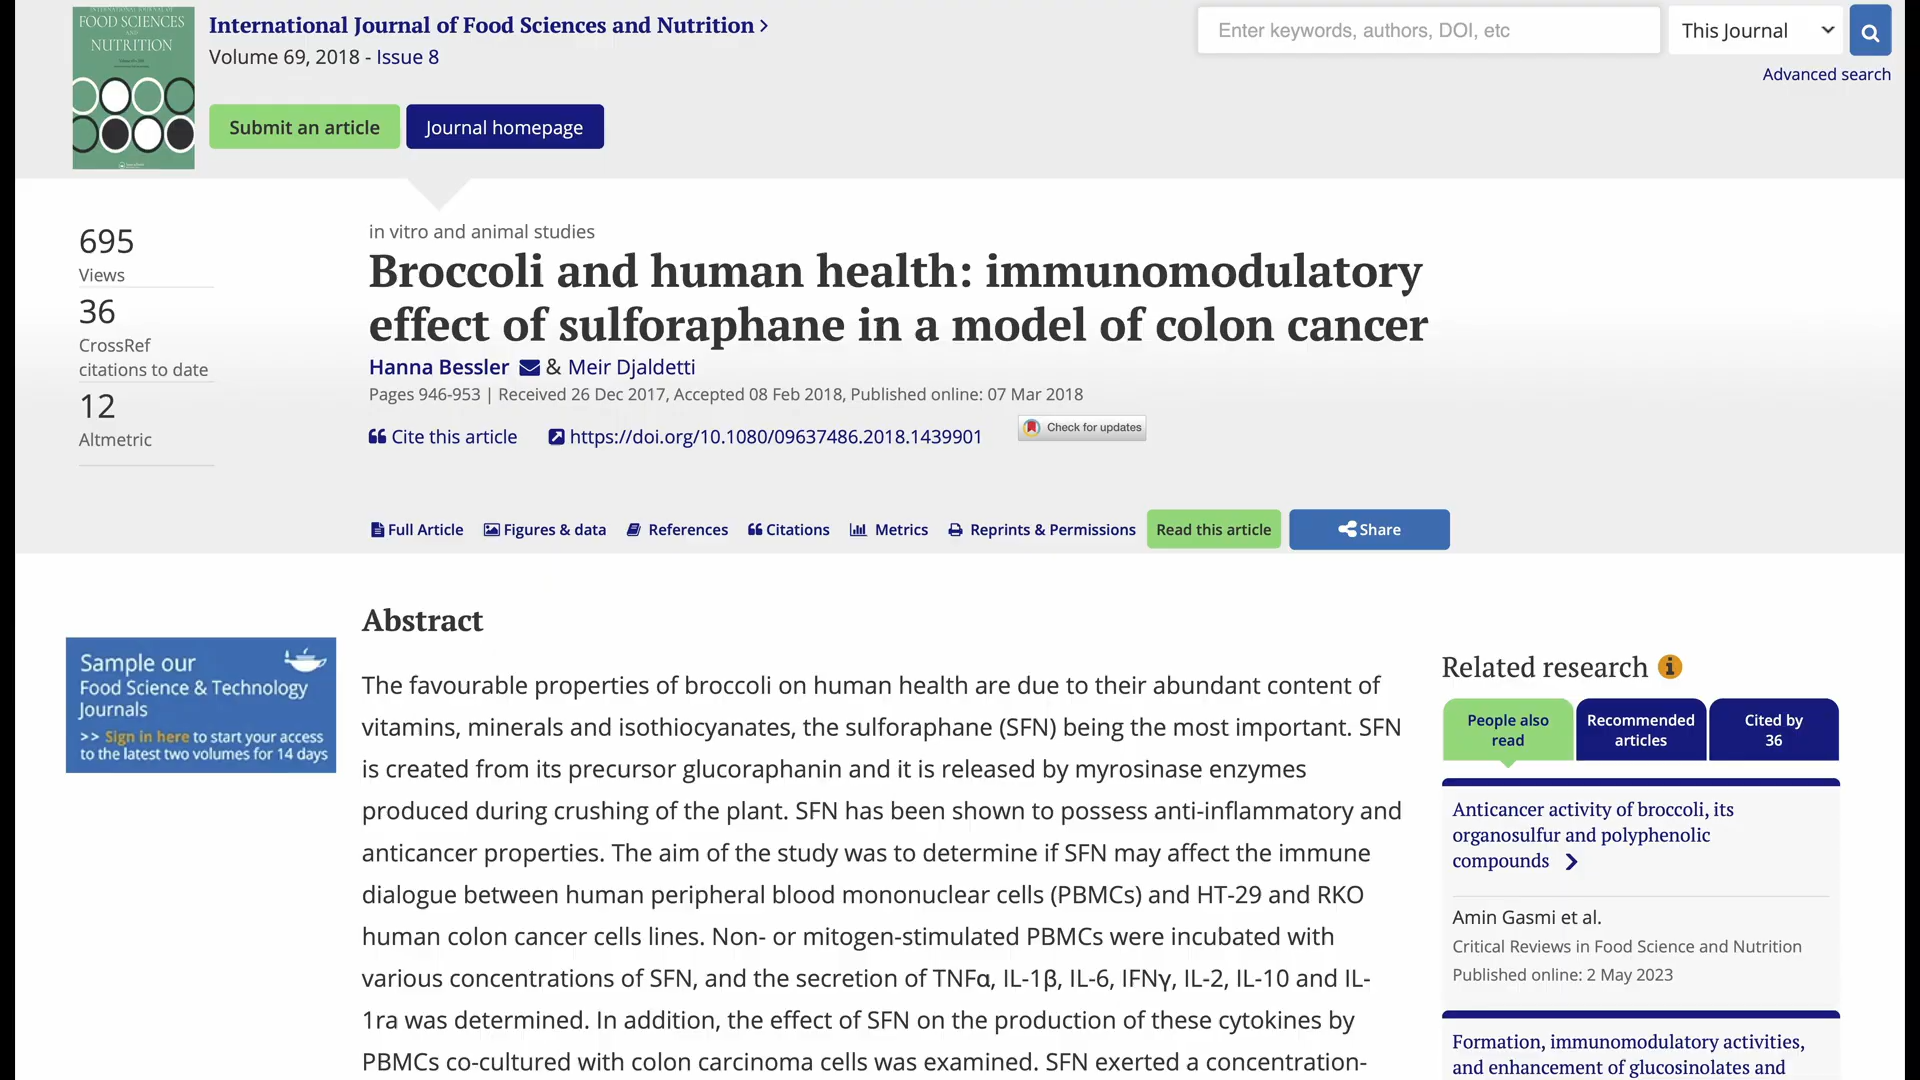 INTERNATIONAL JOURNAL OF
FOOD SCIENCES
AND
NUTRITION
International Journal of Food Sciences and Nutrition
Volume 69, 2018 - Issue 8
Submit an article
Journal homepage
Enter keywords, authors, DOI, etc
This Journal
Advanced search
695
Views
36
CrossRef
citations to date
12
Altmetric
in vitro and animal studies
Broccoli and human health: immunomodulatory
effect of sulforaphane in a model of colon cancer
Hanna Bessler & Meir Djaldetti
Pages 946-953 | Received 26 Dec 2017, Accepted 08 Feb 2018, Published online: 07 Mar 2018
Cite this article
https://doi.org/10.1080/09637486.2018.1439901
Check for updates
Full Article
Figures & data
References
Citations
Metrics
Reprints & Permissions
Read this article
Share
Sample our
Food Science & Technology
Journals
>> Sign in here to start your access
to the latest two volumes for 14 days
Abstract
The favourable properties of broccoli on human health are due to their abundant content of
vitamins, minerals and isothiocyanates, the sulforaphane (SFN) being the most important. SFN
is created from its precursor glucoraphanin and it is released by myrosinase enzymes
produced during crushing of the plant. SFN has been shown to possess anti-inflammatory and
anticancer properties. The aim of the study was to determine if SFN may affect the immune
dialogue between human peripheral blood mononuclear cells (PBMCs) and HT-29 and RKO
human colon cancer cells lines. Non- or mitogen-stimulated PBMCs were incubated with
various concentrations of SFN, and the secretion of TNFα, IL-1β, IL-6, IFNγ, IL-2, IL-10 and IL-
1ra was determined. In addition, the effect of SFN on the production of these cytokines by
PBMCs co-cultured with colon carcinoma cells was examined. SFN exerted a concentration-
Related research
People also
read
Recommended
articles
Cited by
36
Anticancer activity of broccoli, its
organosulfur and polyphenolic
compounds
Amin Gasmi et al.
Critical Reviews in Food Science and Nutrition
Published online: 2 May 2023
Formation, immunomodulatory activities,
and enhancement of glucosinolates and